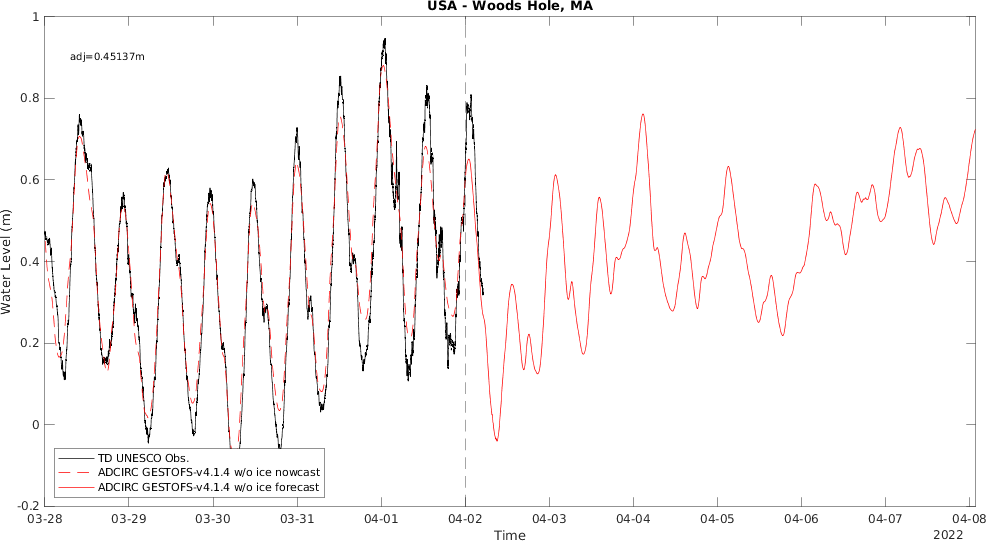 USA - Woods Hole, MA
adj=0.45137m
1
0.8
0.6
0.4
0.2
0
-0.2
Water Level (m)
TD UNESCO Obs.
ADCIRC GESTOFS-v4.1.4 w/o ice nowcast
ADCIRC GESTOFS-v4.1.4 w/o ice forecast
03-28 03-29 03-30 03-31 04-01 04-02 04-03 04-04 04-05 04-06 04-07 04-08
Time
2022